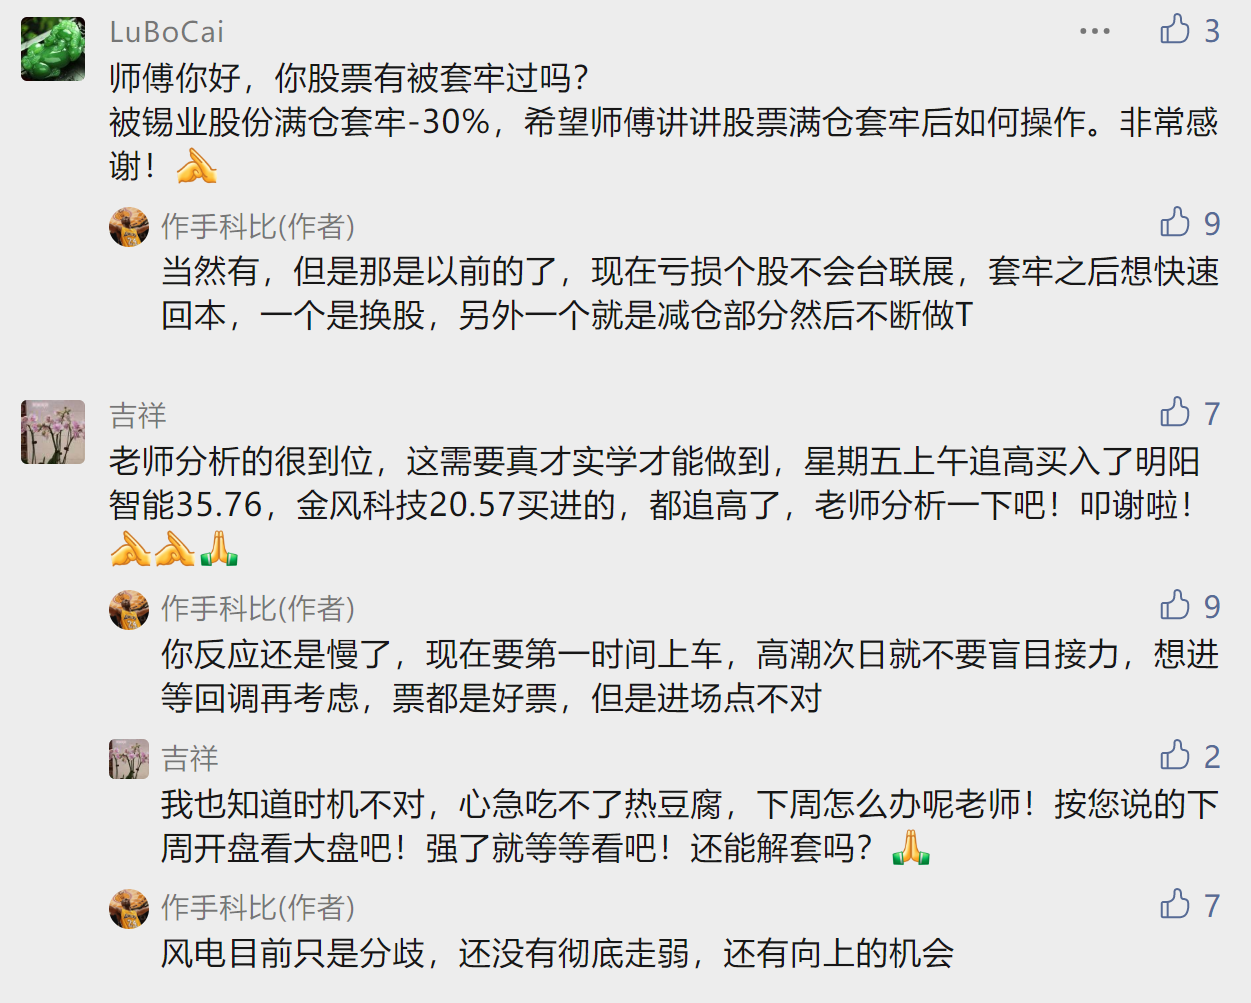 LuBoCai
3
师傅你好，你股票有被套牢过吗？
被锡业股份满仓套牢-30%，希望师傅讲讲股票满仓套牢后如何操作。非常感
谢！
作手科比(作者)
9
当然有，但是那是以前的了，现在亏损个股不会台联展，套牢之后想快速
回本，一个是换股，另外一个就是减仓部分然后不断做T
吉祥
7
老师分析的很到位，这需要真才实学才能做到，星期五上午追高买入了明阳
智能35.76，金风科技20.57买进的，都追高了，老师分析一下吧！叩谢啦！
作手科比(作者)
9
你反应还是慢了，现在要第一时间上车，高潮次日就不要盲目接力，想进
等回调再考虑，票都是好票，但是进场点不对
吉祥
2
我也知道时机不对，心急吃不了热豆腐，下周怎么办呢老师！按您说的下
周开盘看大盘吧！强了就等等看吧！还能解套吗？
作手科比(作者)
7
风电目前只是分歧，还没有彻底走弱，还有向上的机会